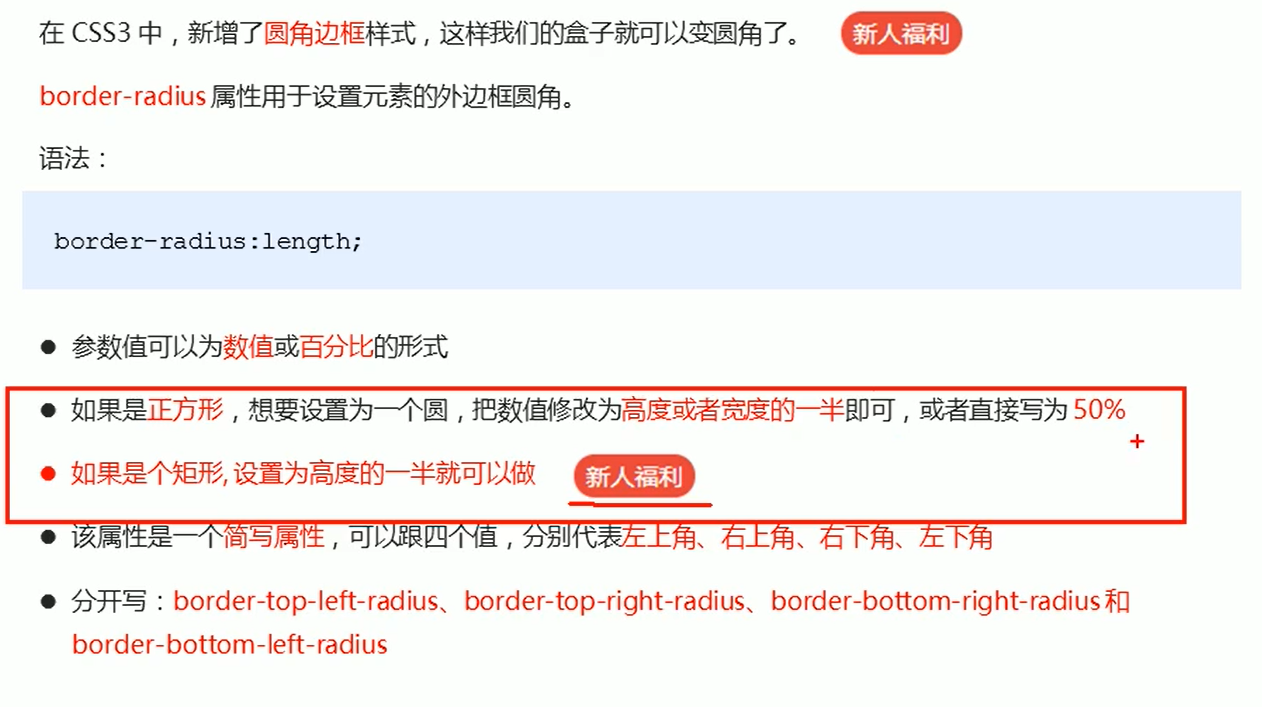 在 CSS3 中，新增了圆角边框样式，这样我们的盒子就可以变圆角了。 新人福利
border-radius 属性用于设置元素的外边框圆角。
语法：
border-radius:length;
● 参数值可以为数值或百分比的形式
● 如果是正方形，想要设置为一个圆，把数值修改为高度或者宽度的一半即可，或者直接写为 50%
● 如果是个矩形, 设置为高度的一半就可以做 新人福利
● 该属性是一个简写属性，可以跟四个值，分别代表左上角、右上角、右下角、左下角
● 分开写：border-top-left-radius、border-top-right-radius、border-bottom-right-radius 和
border-bottom-left-radius